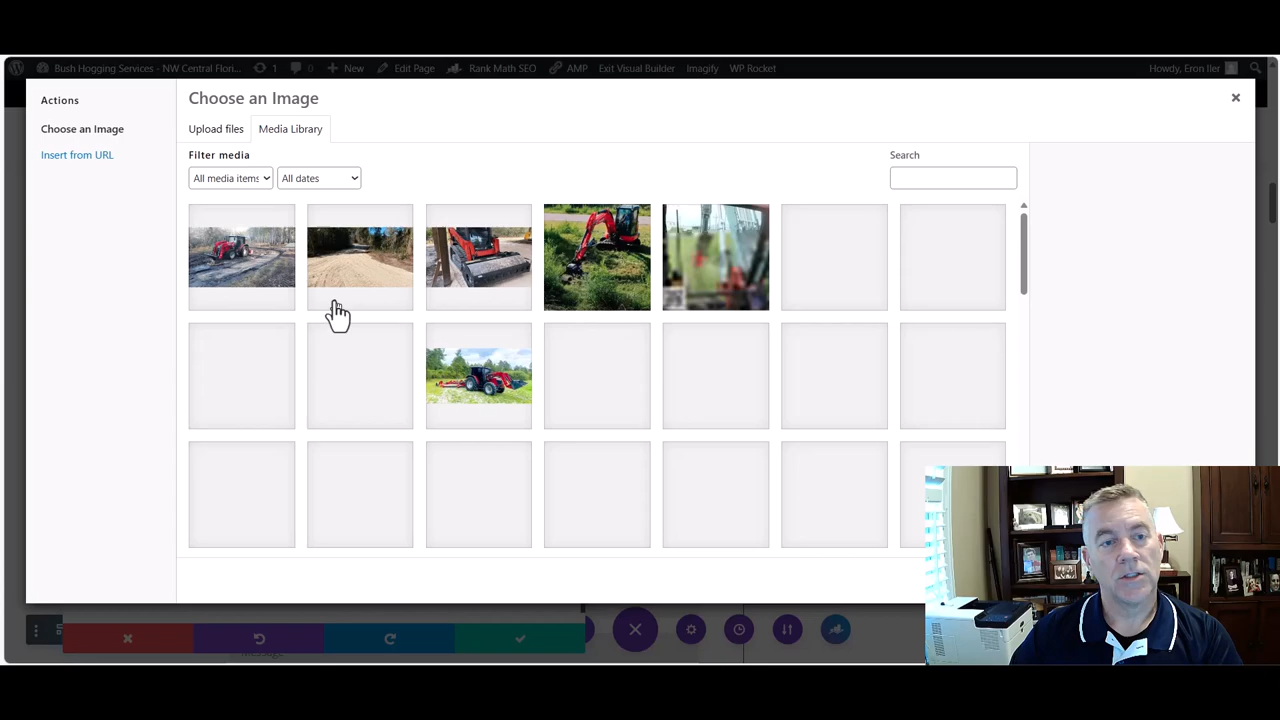 Bush Hogging Services - NW Central Flori... 1 0 New Edit Page Rank Math SEO AMP Exit Visual Builder Imagify WP Rocket Howdy, Eron Iler
Actions
Choose an Image
Insert from URL
Choose an Image
Upload files Media Library
Filter media
All media items All dates
Search
Message